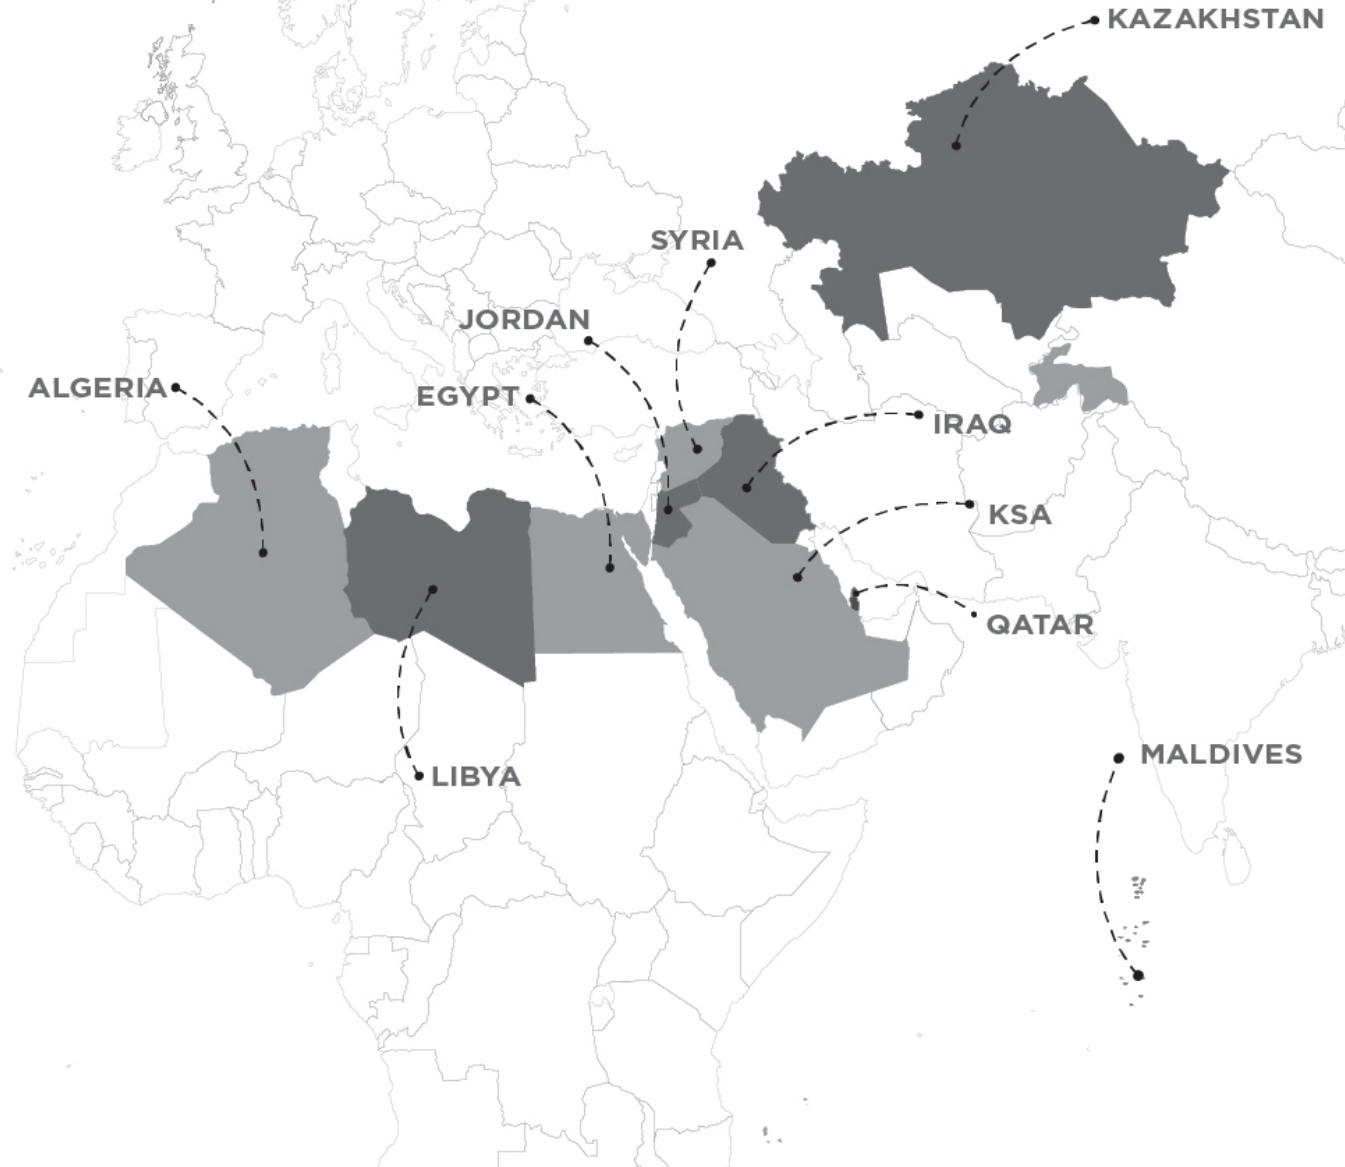 KAZAKHSTAN
SYRIA
JORDAN
ALGERIA
EGYPT
IRAQ
KSA
QATAR
MALDIVES
LIBYA